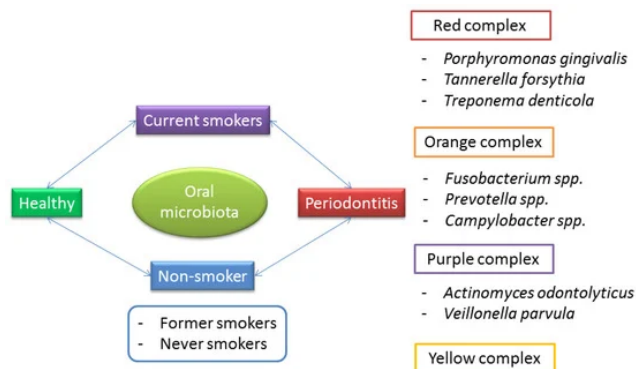 Current smokers
Healthy
Oral
microbiota
Periodontitis
Non-smoker
- Former smokers
- Never smokers
Red complex
- Porphyromonas gingivalis
- Tannerella forsythia
- Treponema denticola
Orange complex
- Fusobacterium spp.
- Prevotella spp.
- Campylobacter spp.
Purple complex
- Actinomyces odontolyticus
- Veillonella parvula
Yellow complex